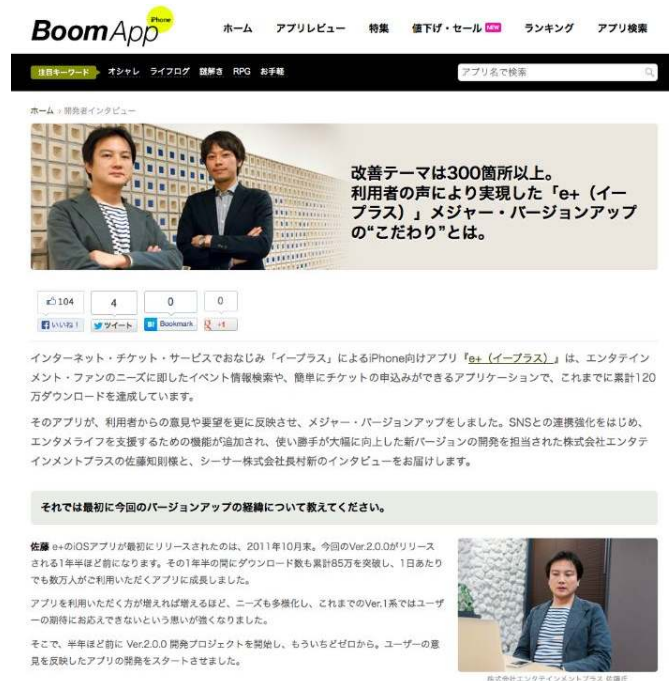 BoomApp iPhone
ホーム アプリレビュー 特集 値下げ・セール NEW ランキング アプリ検索
注目キーワード オシャレ ライフログ 謎解き RPG お手軽 アプリ名で検索
ホーム > 開発者インタビュー
改善テーマは300箇所以上。
利用者の声により実現した「e+（イー
プラス）」メジャー・バージョンアップ
の“こだわり”とは。
104 4 0 0
いいね！ ツイート B! Bookmark +1
インターネット・チケット・サービスでおなじみ「イープラス」によるiPhone向けアプリ『e+（イープラス）』は、エンタテイン
メント・ファンのニーズに即したイベント情報検索や、簡単にチケットの申込みができるアプリケーションで、これまでに累計120
万ダウンロードを達成しています。
そのアプリが、利用者からの意見や要望を更に反映させ、メジャー・バージョンアップをしました。SNSとの連携強化をはじめ、
エンタメライフを支援するための機能が追加され、使い勝手が大幅に向上した新バージョンの開発を担当された株式会社エンタテ
インメントプラスの佐藤知則様と、シーサー株式会社長村新のインタビューをお届けします。
それでは最初に今回のバージョンアップの経緯について教えてください。
佐藤 e+のiOSアプリが最初にリリースされたのは、2011年10月末。今回のVer.2.0.0がリリース
される1年半ほど前になります。その1年半の間にダウンロード数も累計85万を突破し、1日あたり
でも数万人がご利用いただくアプリに成長しました。
アプリを利用いただく方が増えれば増えるほど、ニーズも多様化し、これまでのVer.1系ではユーザ
ーの期待にお応えできないという思いが強くなりました。
そこで、半年ほど前に Ver.2.0.0 開発プロジェクトを開始し、もういちどゼロから。ユーザーの意
見を反映したアプリの開発をスタートさせました。
株式会社エンタテインメントプラス 佐藤氏